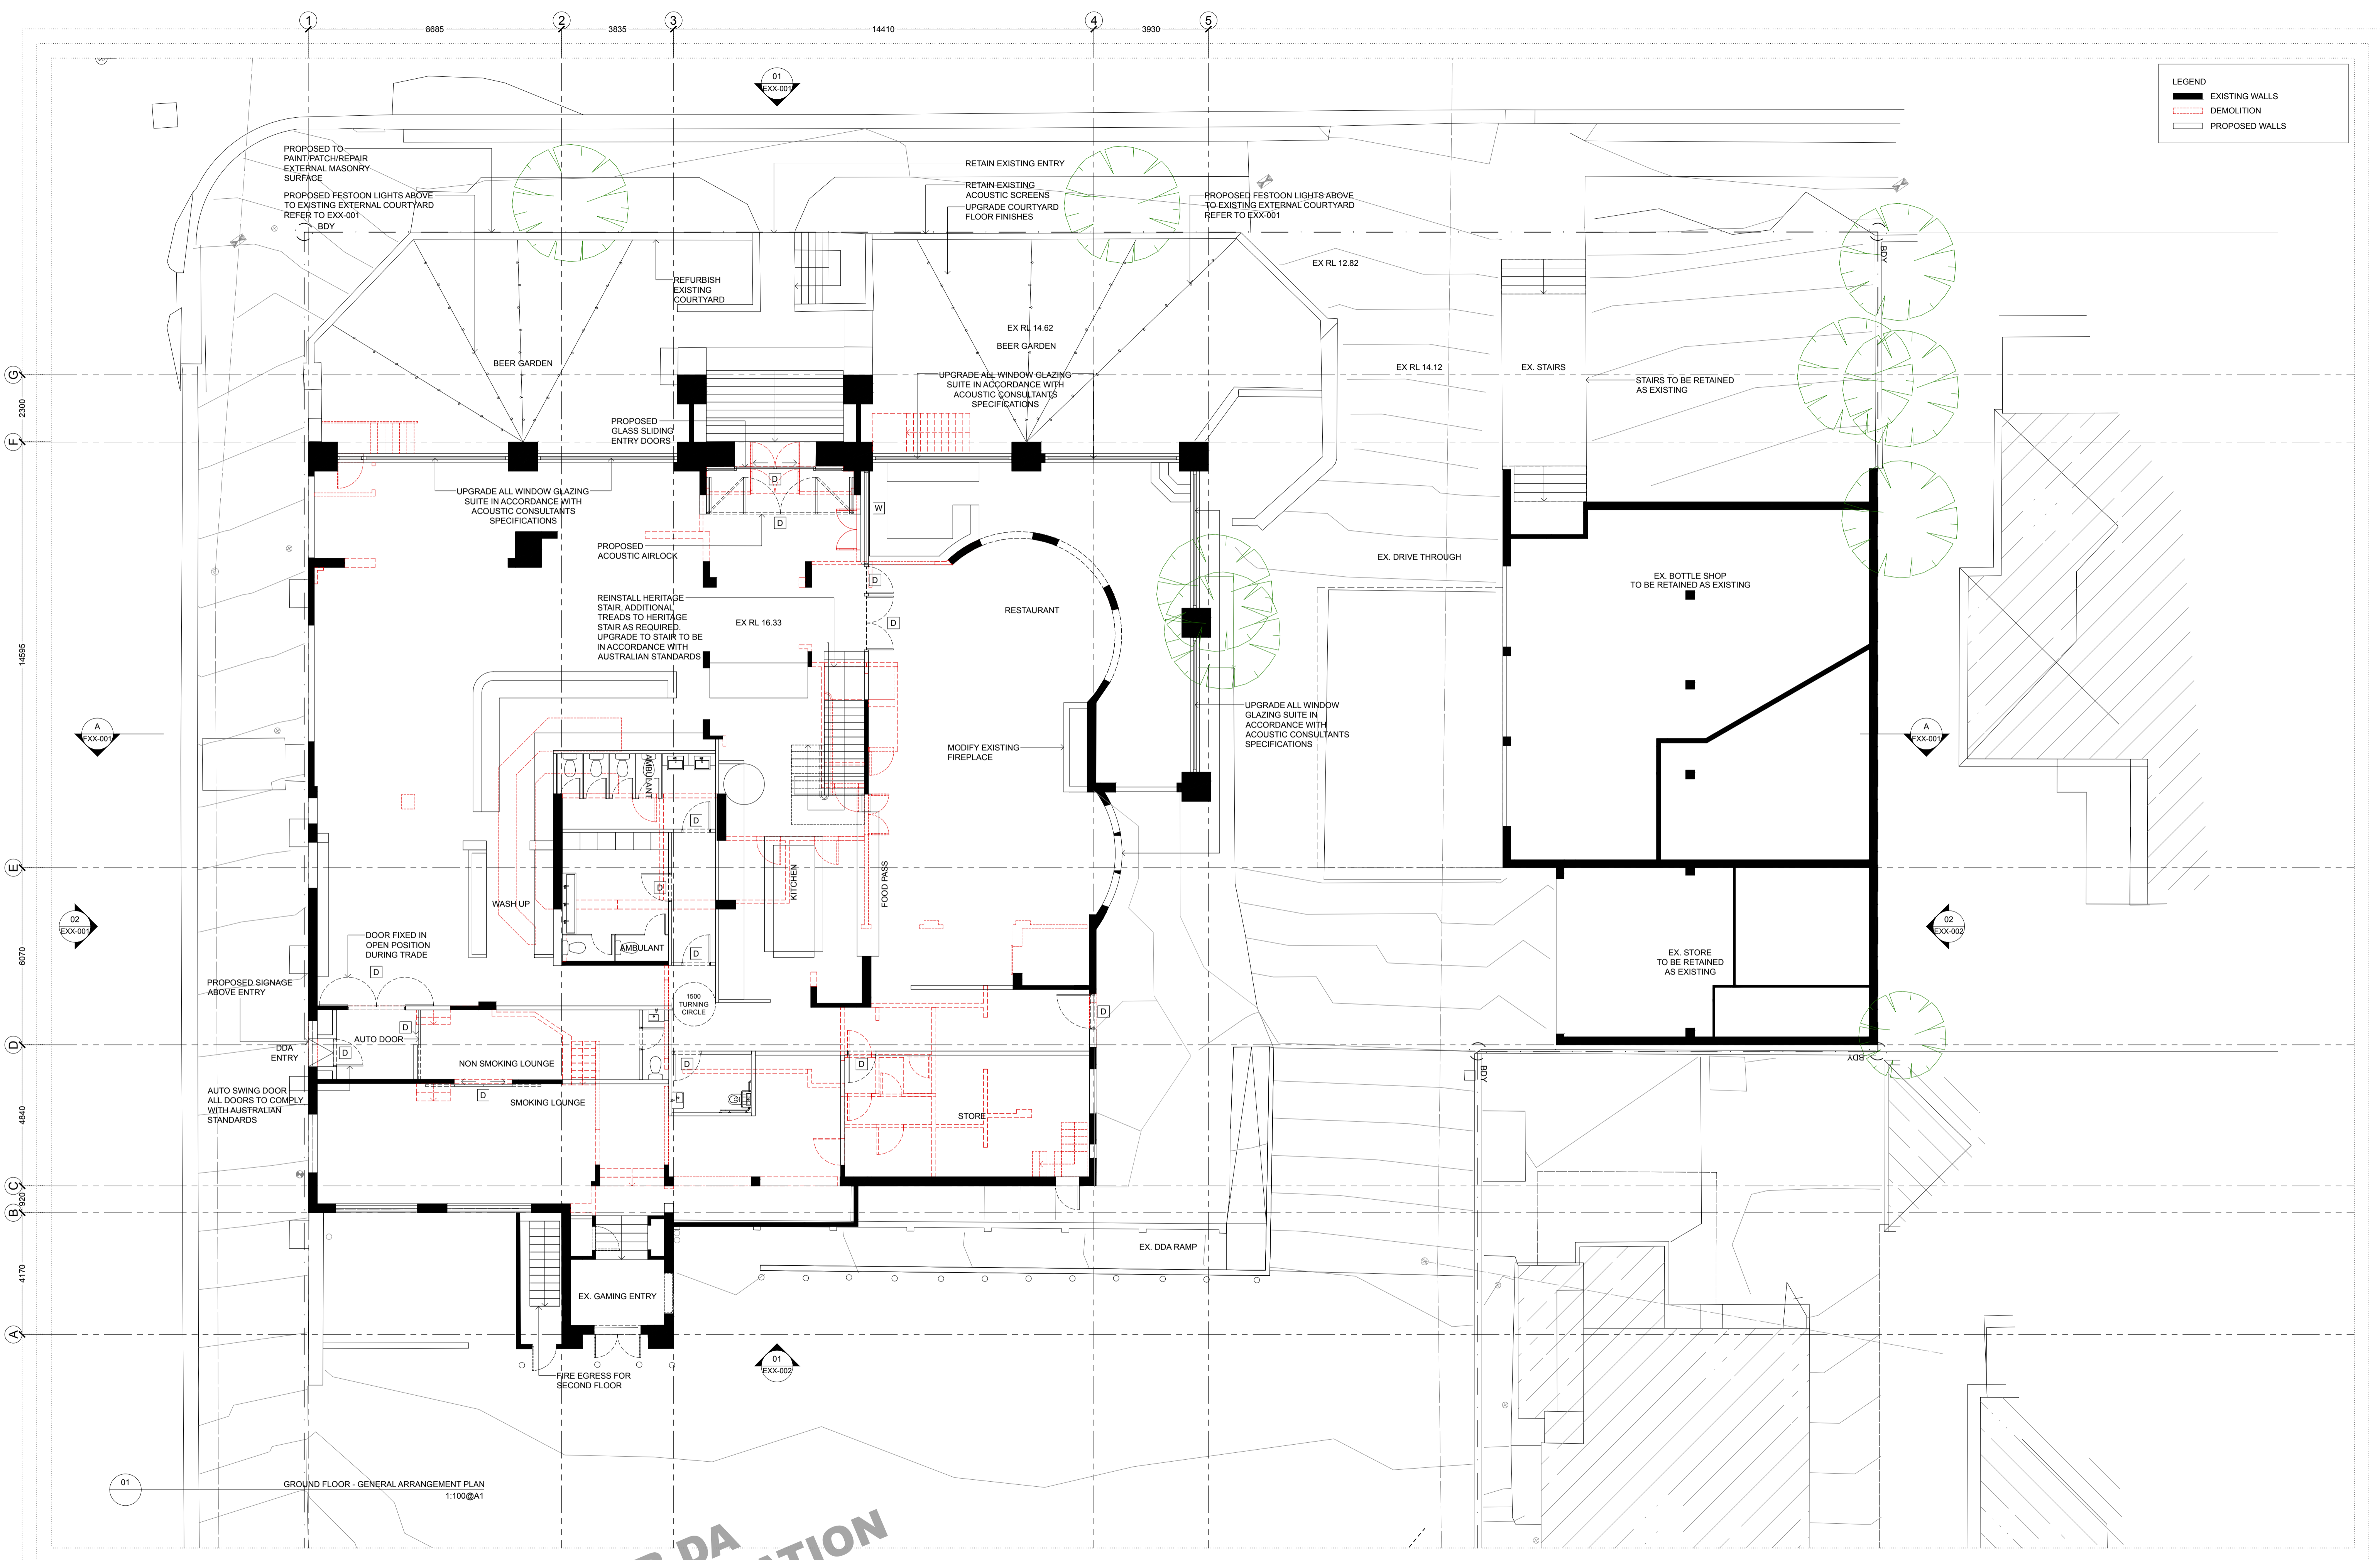 1
2
3
4
5
8685
3835
14410
3930
01
EXX-001
LEGEND
EXISTING WALLS
DEMOLITION
PROPOSED WALLS
PROPOSED TO
PAINT/PATCH/REPAIR
EXTERNAL MASONRY
SURFACE
PROPOSED FESTOON LIGHTS ABOVE
TO EXISTING EXTERNAL COURTYARD
REFER TO EXX-001
BDY
RETAIN EXISTING ENTRY
RETAIN EXISTING
ACOUSTIC SCREENS
UPGRADE COURTYARD
FLOOR FINISHES
PROPOSED FESTOON LIGHTS ABOVE
TO EXISTING EXTERNAL COURTYARD
REFER TO EXX-001
BDY
REFURBISH
EXISTING
COURTYARD
EX RL 12.82
EX RL 14.62
BEER GARDEN
BEER GARDEN
EX RL 14.12
EX. STAIRS
STAIRS TO BE RETAINED
AS EXISTING
G
2300
F
UPGRADE ALL WINDOW GLAZING
SUITE IN ACCORDANCE WITH
ACOUSTIC CONSULTANTS
SPECIFICATIONS
PROPOSED
GLASS SLIDING
ENTRY DOORS
D
UPGRADE ALL WINDOW GLAZING
SUITE IN ACCORDANCE WITH
ACOUSTIC CONSULTANTS
SPECIFICATIONS
W
D
PROPOSED
ACOUSTIC AIRLOCK
EX. DRIVE THROUGH
EX. BOTTLE SHOP
TO BE RETAINED AS EXISTING
D
REINSTALL HERITAGE
STAIR, ADDITIONAL
TREADS TO HERITAGE
STAIR AS REQUIRED.
UPGRADE TO STAIR TO BE
IN ACCORDANCE WITH
AUSTRALIAN STANDARDS
EX RL 16.33
D
RESTAURANT
14595
UPGRADE ALL WINDOW
GLAZING SUITE IN
ACCORDANCE WITH
ACOUSTIC CONSULTANTS
SPECIFICATIONS
A
FXX-001
A
FXX-001
MODIFY EXISTING
FIREPLACE
AMBULANT
D
E
KITCHEN
FOOD PASS
D
WASH UP
02
EXX-001
02
EXX-002
DOOR FIXED IN
OPEN POSITION
DURING TRADE
D
AMBULANT
D
EX. STORE
TO BE RETAINED
AS EXISTING
6070
PROPOSED SIGNAGE
ABOVE ENTRY
1500
TURNING
CIRCLE
D
D
AUTO DOOR
D
D
DDA
ENTRY
NON SMOKING LOUNGE
D
D
BDY
BDY
AUTO SWING DOOR
ALL DOORS TO COMPLY
WITH AUSTRALIAN
STANDARDS
D
SMOKING LOUNGE
STORE
4840
C
920
B
EX. DDA RAMP
4170
EX. GAMING ENTRY
A
01
EXX-002
FIRE EGRESS FOR
SECOND FLOOR
01
GROUND FLOOR - GENERAL ARRANGEMENT PLAN
1:100@A1
DA